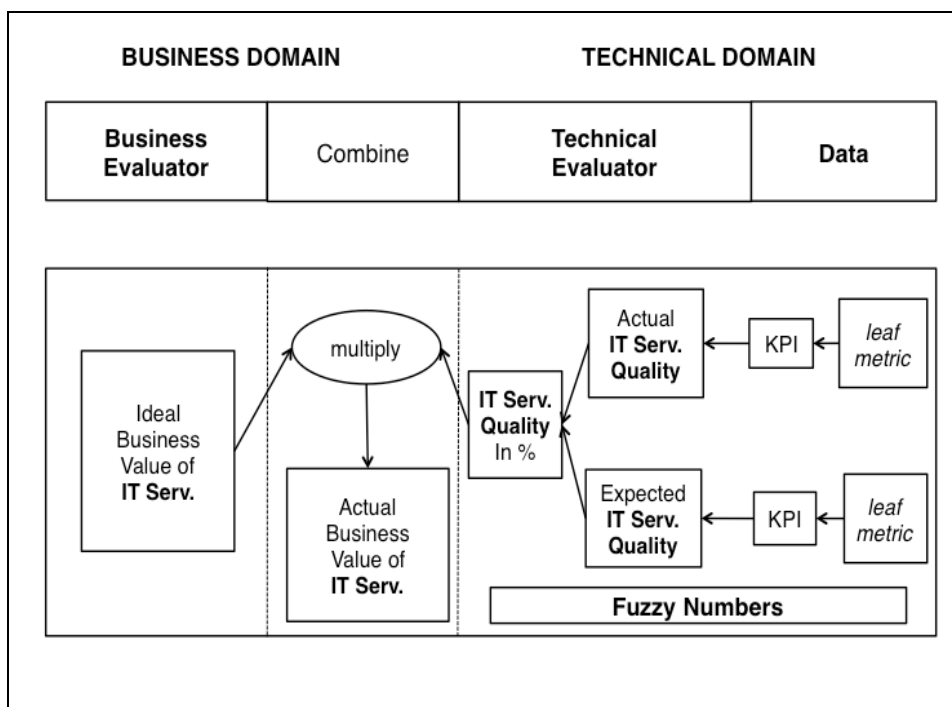 BUSINESS DOMAIN
TECHNICAL DOMAIN
Business
Evaluator
Combine
Technical
Evaluator
Data
Ideal
Business
Value of
IT Serv.
multiply
Actual
Business
Value of
IT Serv.
IT Serv.
Quality
In %
Actual
IT Serv.
Quality
KPI
leaf
metric
Expected
IT Serv.
Quality
KPI
leaf
metric
Fuzzy Numbers